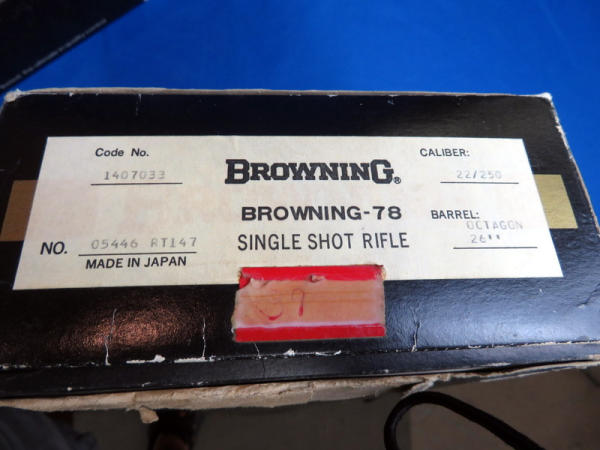 Code No.
1407033
BROWNING®
CALIBER:
22/250
BROWNING-78
BARREL:
OCTAGON
26"
NO. 05446 RT147
SINGLE SHOT RIFLE
MADE IN JAPAN